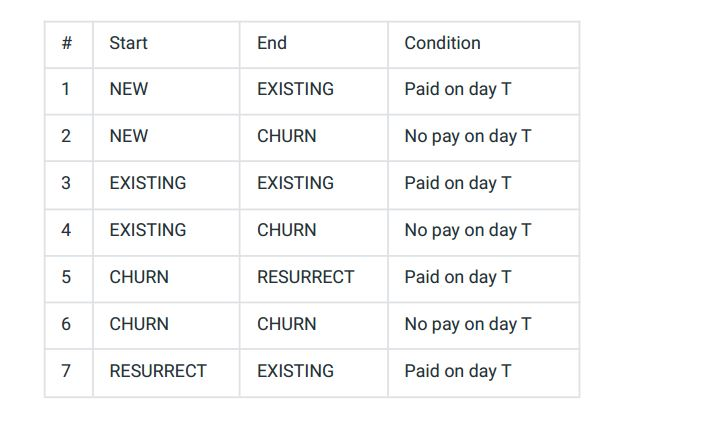 # Start End Condition
1 NEW EXISTING Paid on day T
2 NEW CHURN No pay on day T
3 EXISTING EXISTING Paid on day T
4 EXISTING CHURN No pay on day T
5 CHURN RESURRECT Paid on day T
6 CHURN CHURN No pay on day T
7 RESURRECT EXISTING Paid on day T